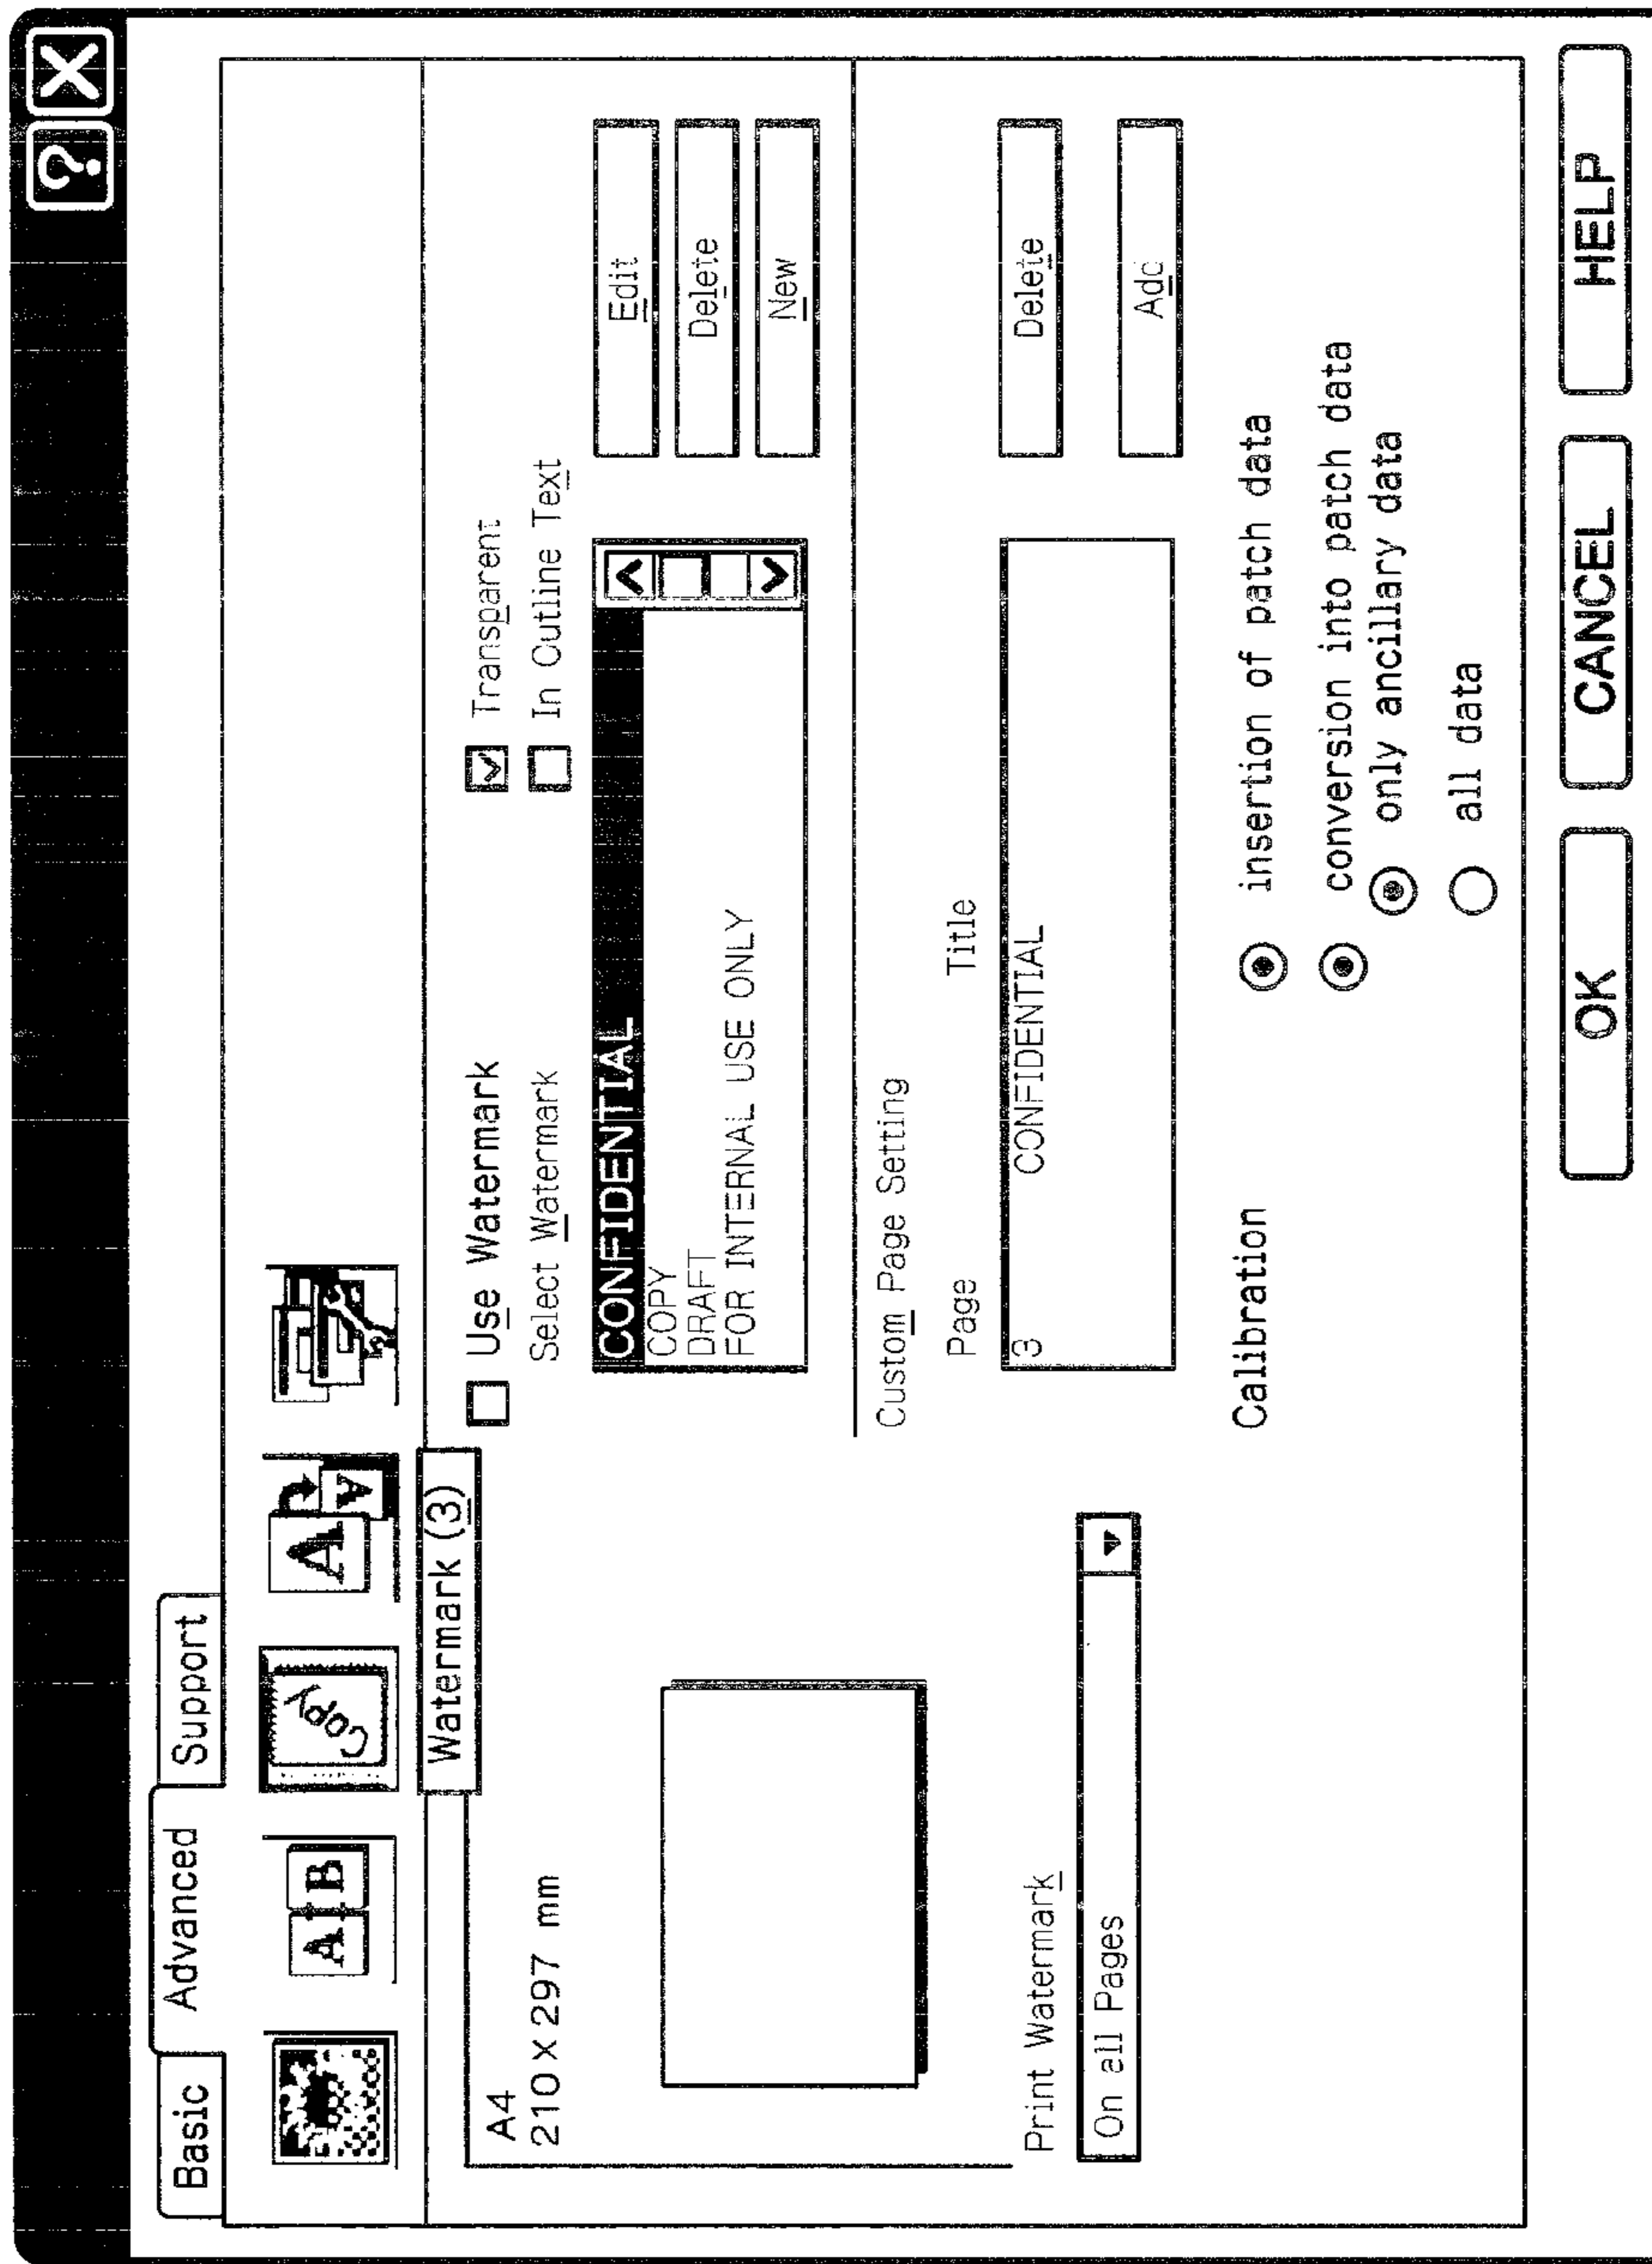 ?
X
Basic
Advanced
Support
A
B
COPY
A
A
Watermark (3)
A4
210 X 297 mm
Print Watermark
On all Pages
Use Watermark
Transparent
Select Watermark
In Outline Text
CONFIDENTIAL
COPY
DRAFT
FOR INTERNAL USE ONLY
Edit
Delete
New
Custom Page Setting
Page Title
3 CONFIDENTIAL
Delete
Add
Calibration
insertion of patch data
conversion into patch data
only ancillary data
all data
OK
CANCEL
HELP